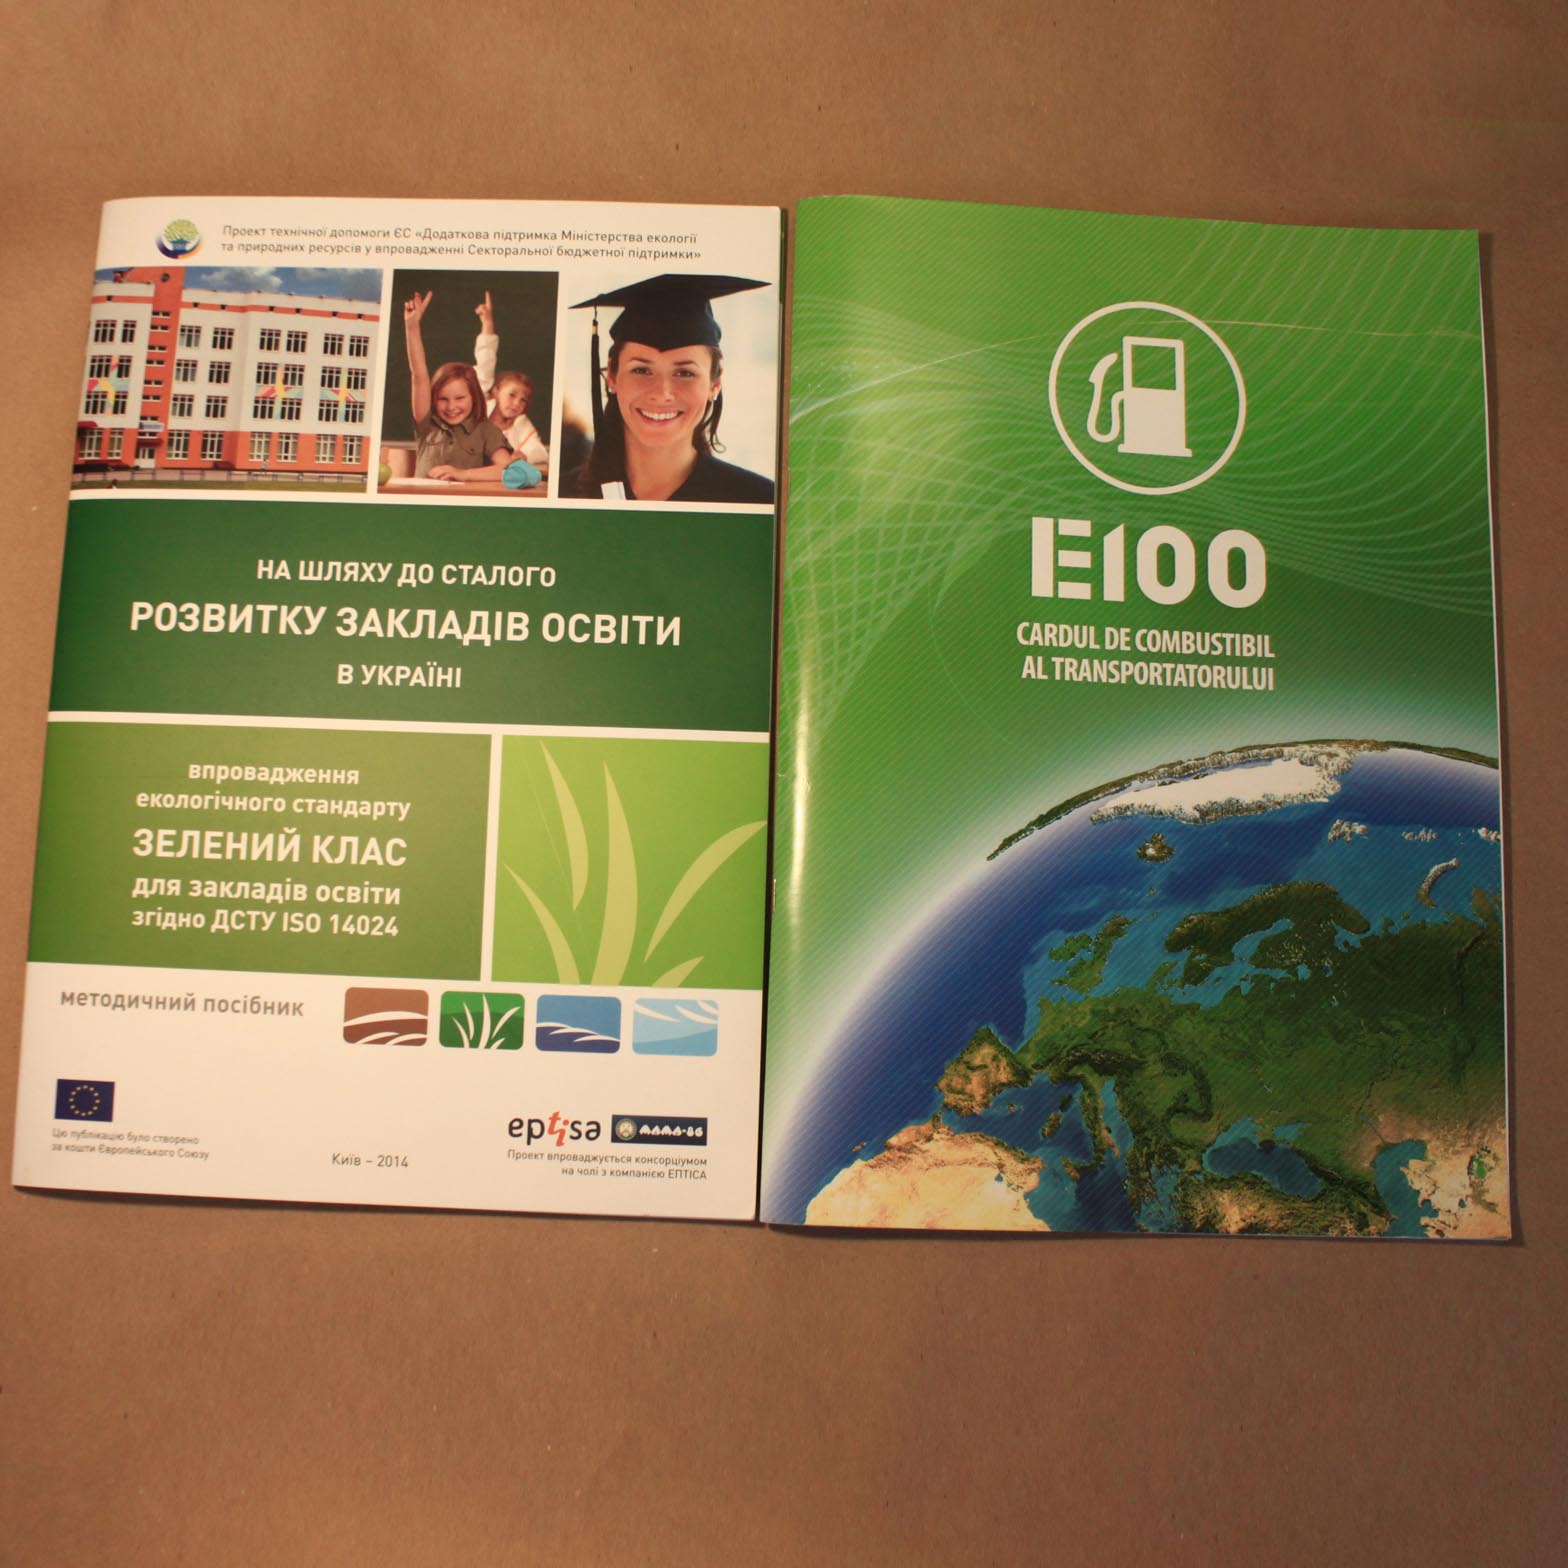 Проект технічної допомоги ЄС «Додаткова підтримка Міністерства екології
та природних ресурсів у впровадженні Секторальної бюджетної підтримки»
НА ШЛЯХУ ДО СТАЛОГО
РОЗВИТКУ ЗАКЛАДІВ ОСВІТИ
В УКРАЇНІ
впровадження
екологічного стандарту
ЗЕЛЕНИЙ КЛАС
для закладів освіти
згідно ДСТУ ISO 14024
методичний посібник
Цю публікацію було створено
за кошти Європейського Союзу
Київ – 2014
eptisa
Проект впроваджується консорціумом
на чолі з компанією ЕПТІСА
E100
CARDUL DE COMBUSTIBIL
AL TRANSPORTATORULUI